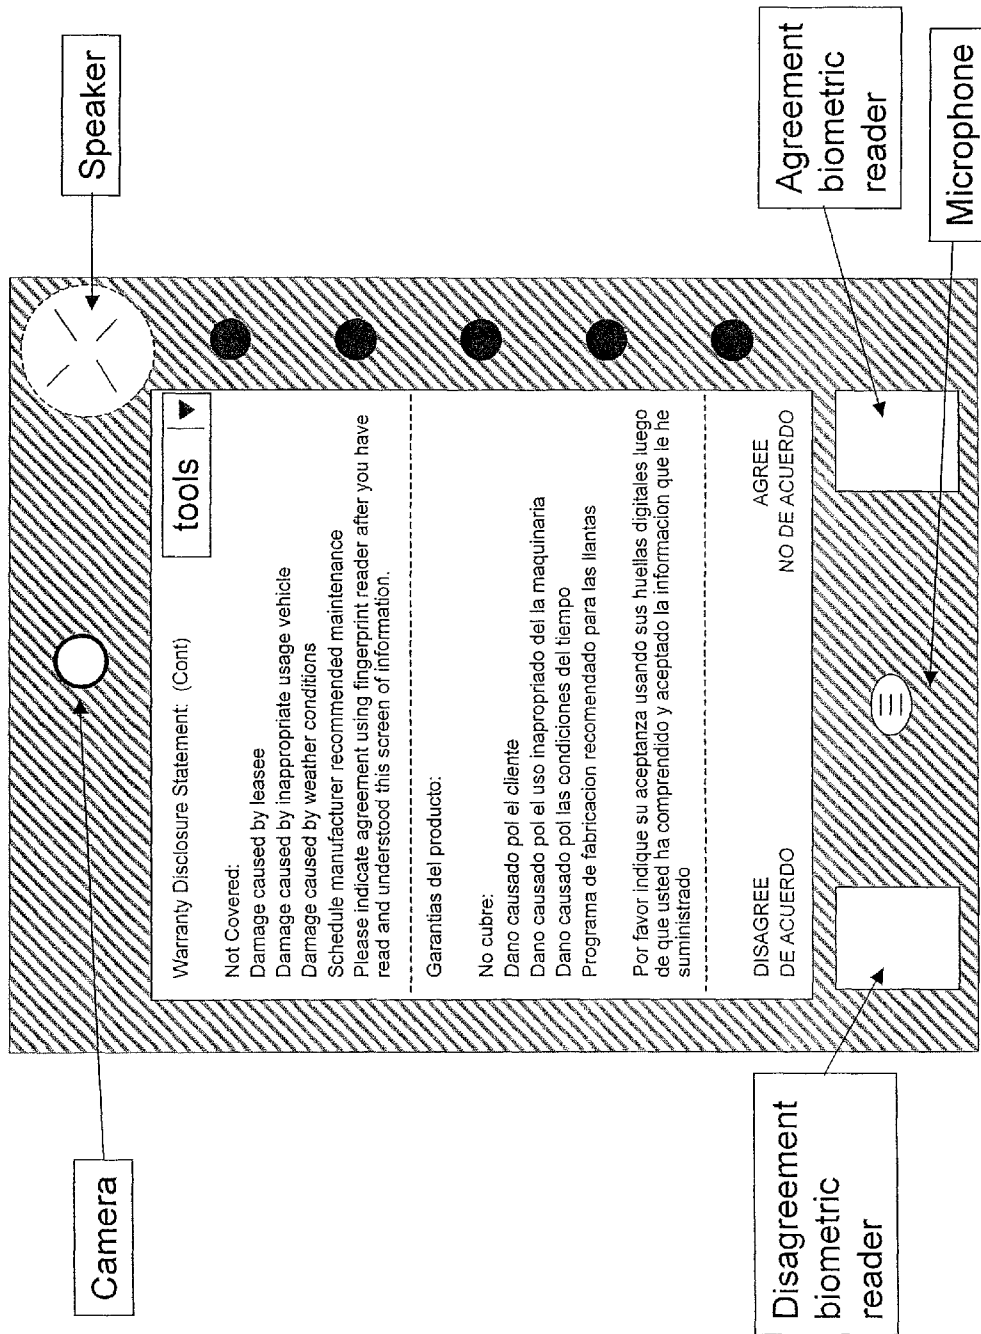 Camera
Speaker
Warranty Disclosure Statement: (Cont)
tools
Not Covered:
Damage caused by leasee
Damage caused by inappropriate usage vehicle
Damage caused by weather conditions
Schedule manufacturer recommended maintenance
Please indicate agreement using fingerprint reader after you have
read and understood this screen of information.
Garantias del producto:
No cubre:
Dano causado pol el cliente
Dano causado pol el uso inapropriado del la maquinaria
Dano causado pol las condiciones del tiempo
Programa de fabricacion recomendado para las llantas
Por favor indique su aceptanza usando sus huellas digitales luego
de que usted ha comprendido y aceptado la informacion que le he
suministrado
DISAGREE
DE ACUERDO
AGREE
NO DE ACUERDO
Disagreement
biometric
reader
Agreement
biometric
reader
Microphone